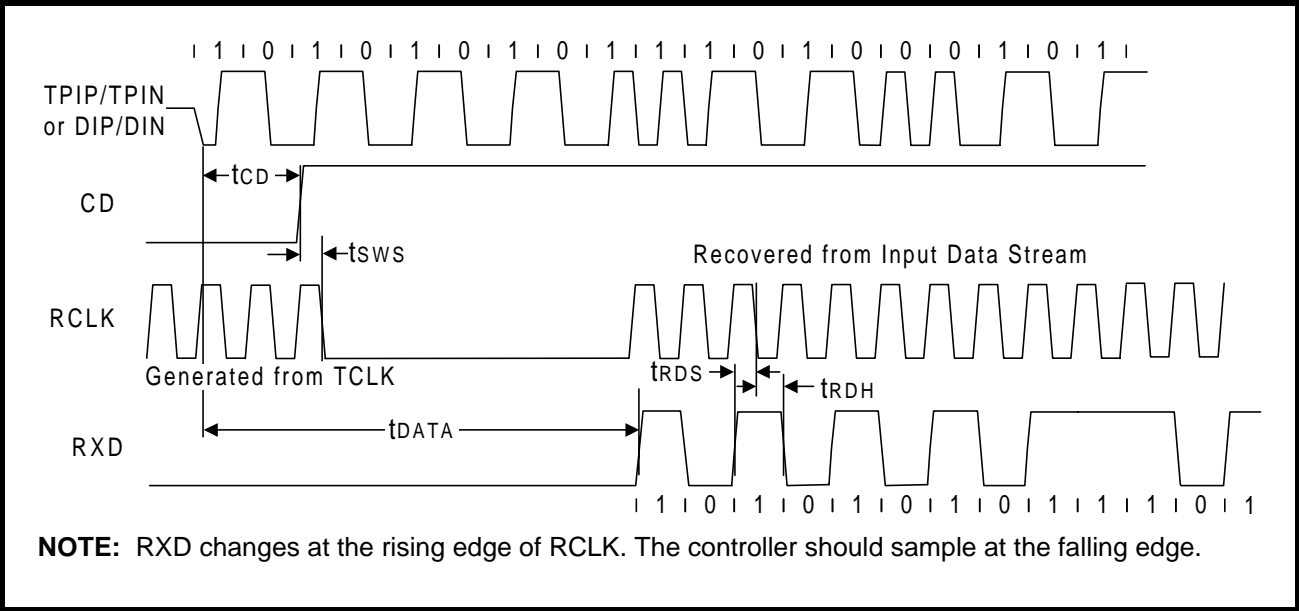 1 0 1 0 1 0 1 0 1 1 1 0 1 0 0 0 1 0 1
TPIP/TPIN
or DIP/DIN
tCD
CD
tSWS
Recovered from Input Data Stream
RCLK
Generated from TCLK
tRDS
tRDH
tDATA
RXD
1 0 1 0 1 0 1 0 1 1 1 0 1
NOTE: RXD changes at the rising edge of RCLK. The controller should sample at the falling edge.